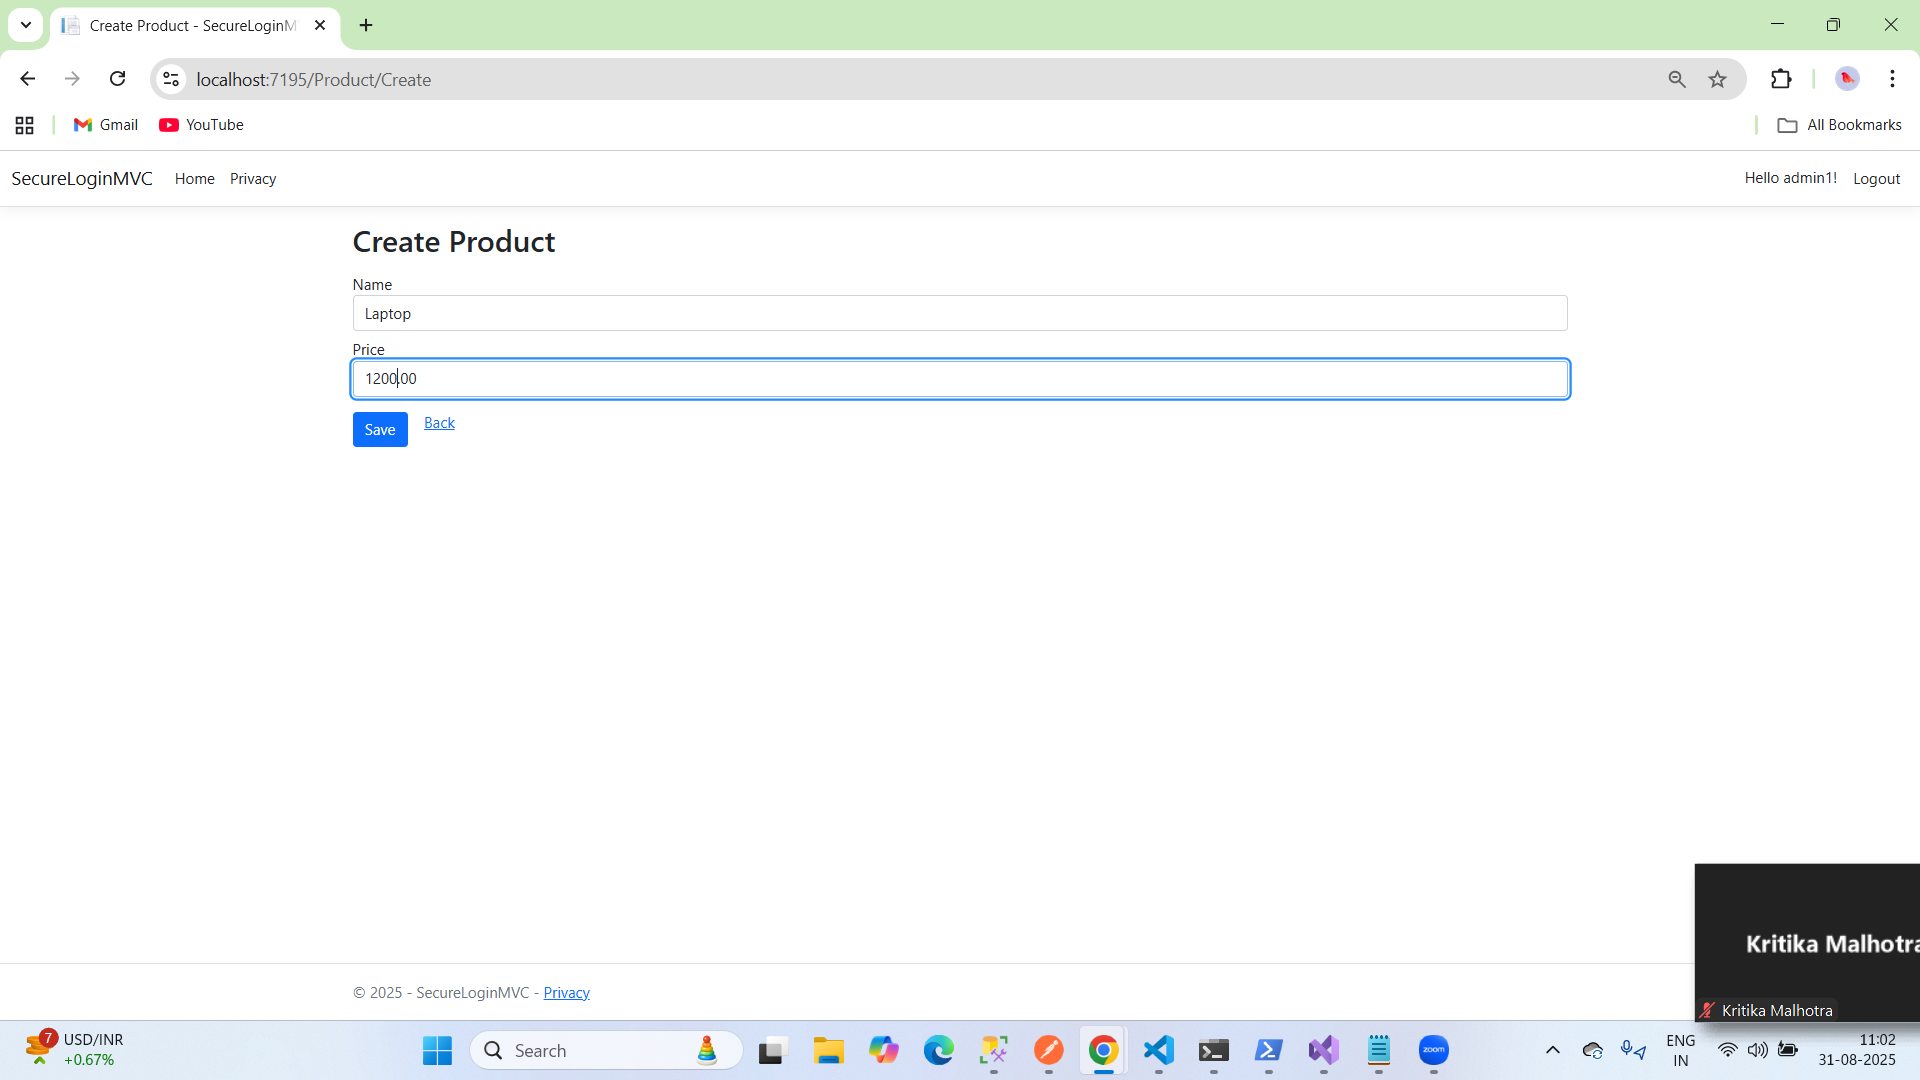 Create Product - SecureLoginM
localhost:7195/Product/Create
Gmail
YouTube
All Bookmarks
SecureLoginMVC Home Privacy Hello admin1! Logout
Create Product
Name
Laptop
Price
1200.00
Save Back
Kritika Malhotra
© 2025 - SecureLoginMVC - Privacy
Kritika Malhotra
7
USD/INR
+0.67%
Search
zoom
ENG
IN
11:02
31-08-2025